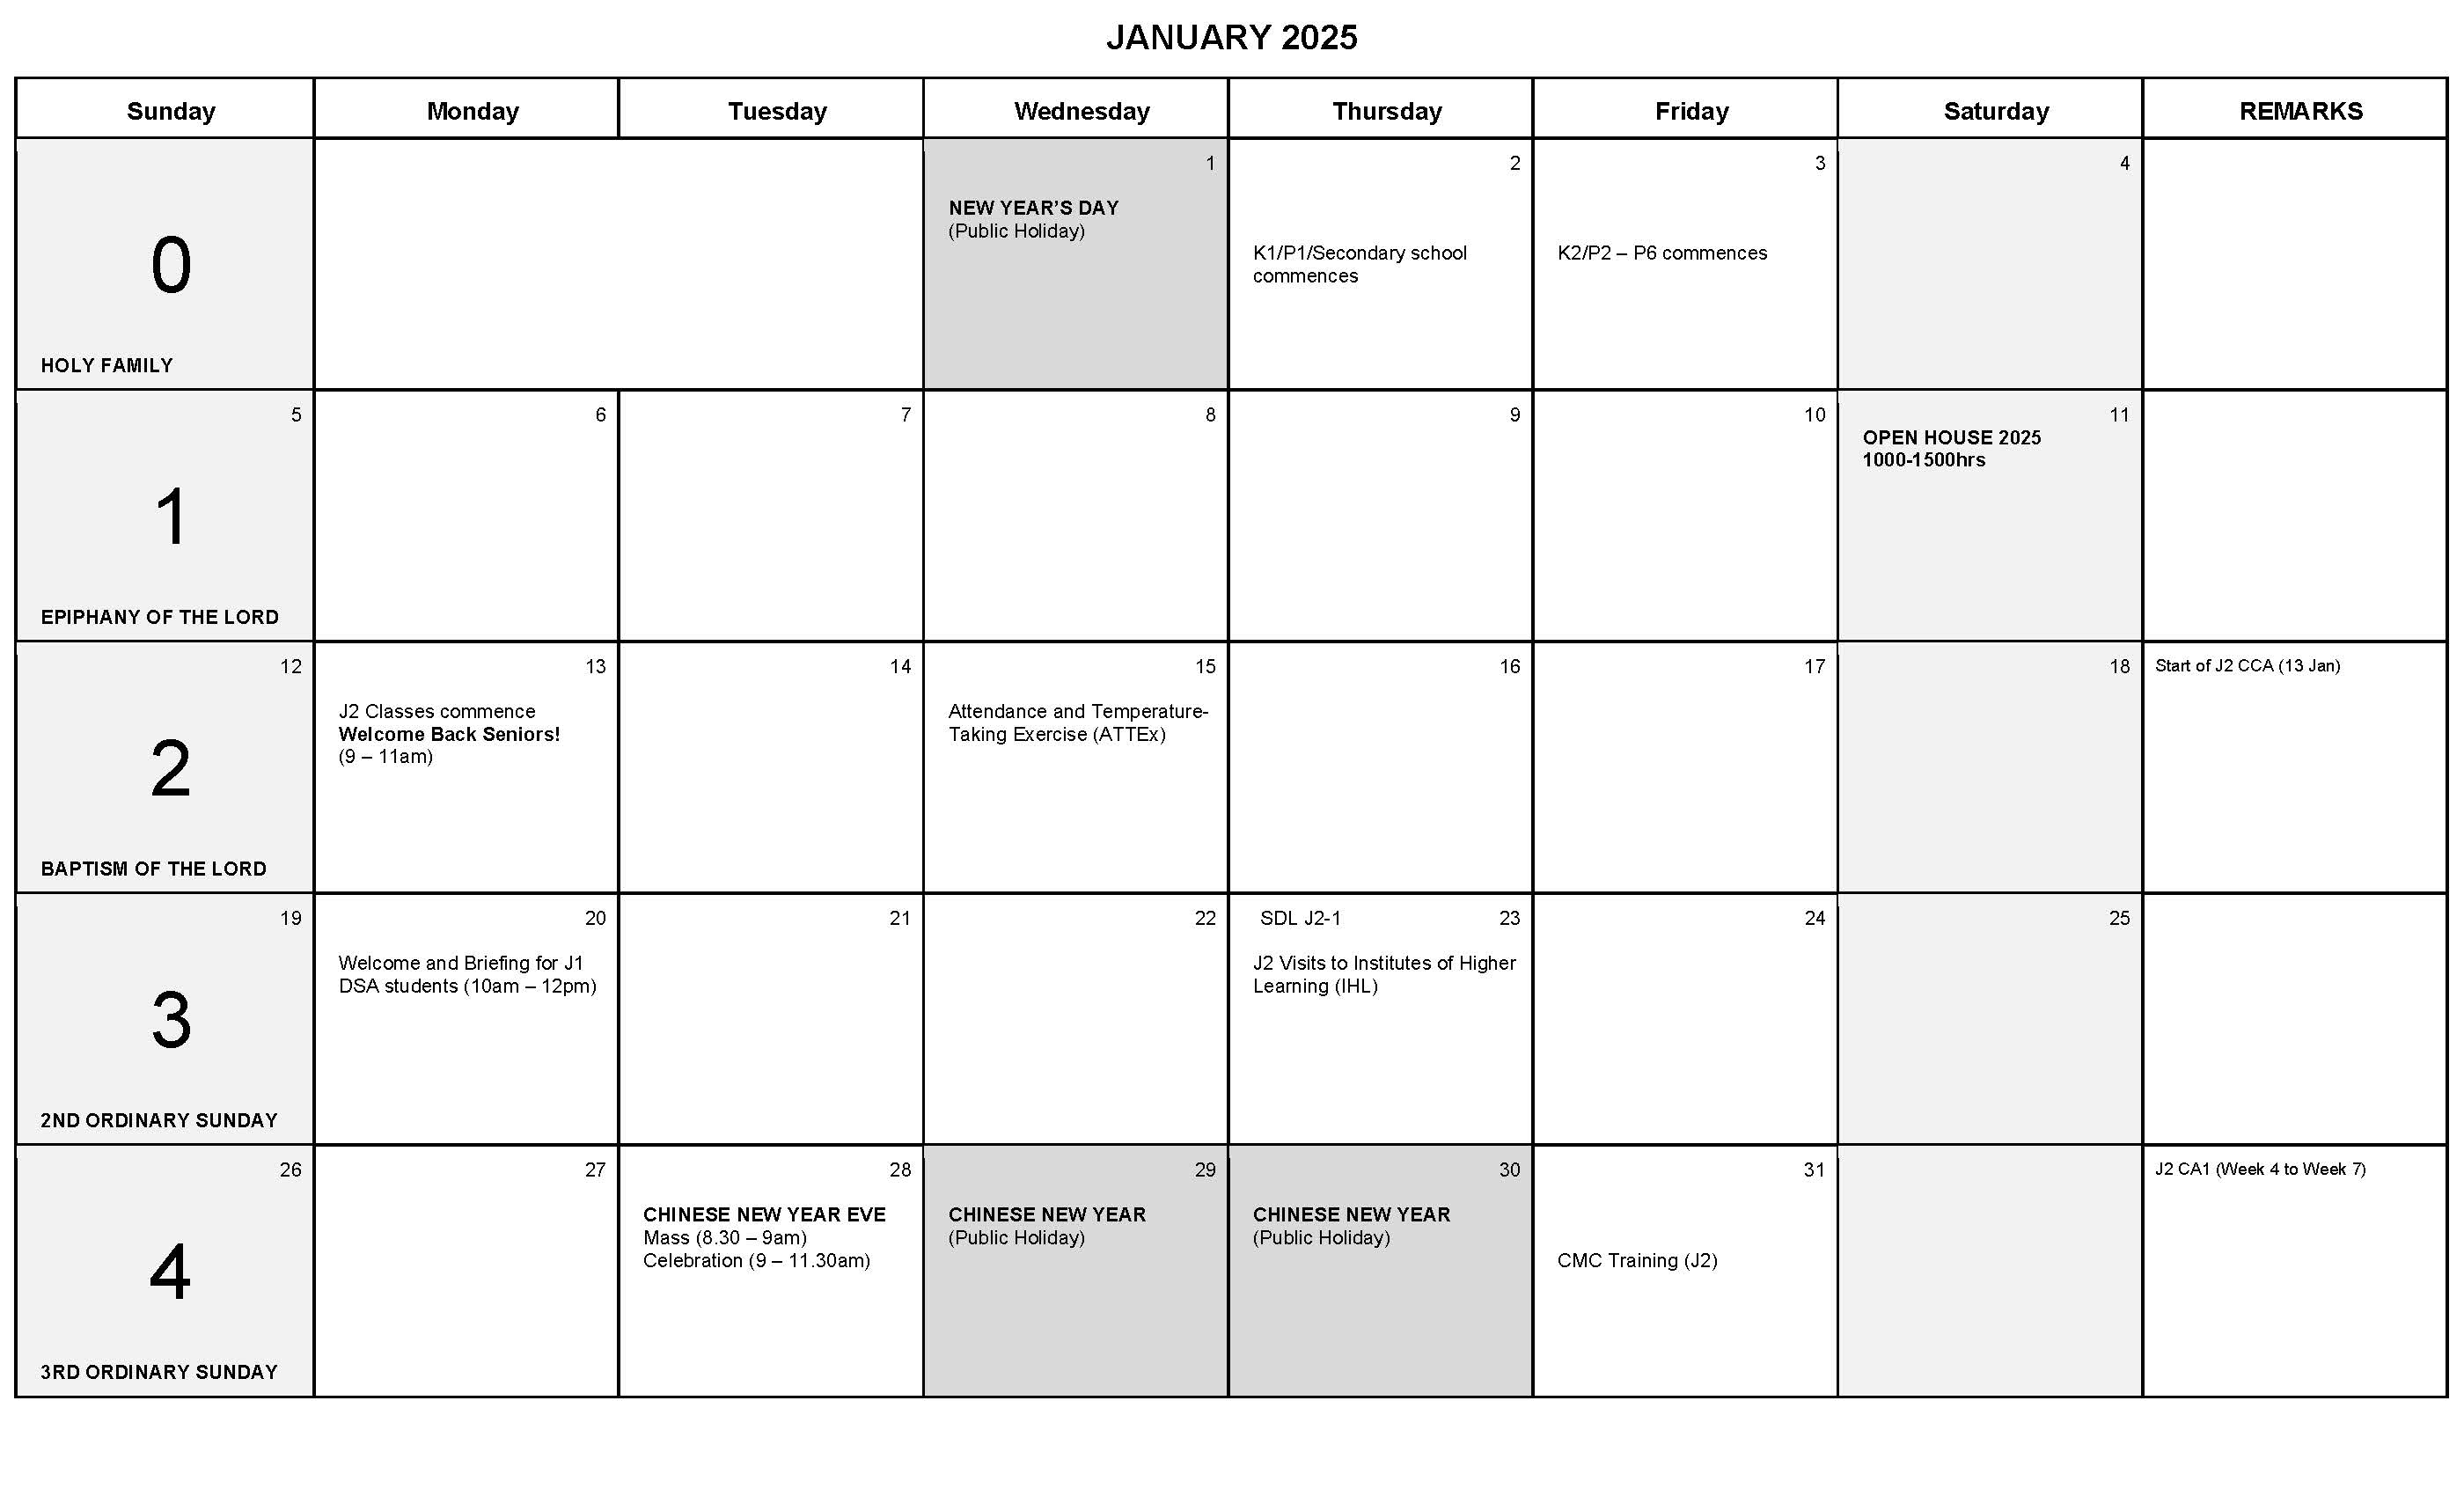 JANUARY 2025
Sunday Monday Tuesday Wednesday Thursday Friday Saturday REMARKS
0
HOLY FAMILY
1
NEW YEAR’S DAY
(Public Holiday)
2
K1/P1/Secondary school
commences
3
K2/P2 – P6 commences
4
5
1
EPIPHANY OF THE LORD
6
7
8
9
10
11
OPEN HOUSE 2025
1000-1500hrs
12
2
BAPTISM OF THE LORD
13
J2 Classes commence
Welcome Back Seniors!
(9 – 11am)
14
15
Attendance and Temperature-
Taking Exercise (ATTEx)
16
17
18
Start of J2 CCA (13 Jan)
19
3
2ND ORDINARY SUNDAY
20
Welcome and Briefing for J1
DSA students (10am – 12pm)
21
22
SDL J2-1 23
J2 Visits to Institutes of Higher
Learning (IHL)
24
25
26
4
3RD ORDINARY SUNDAY
27
28
CHINESE NEW YEAR EVE
Mass (8.30 – 9am)
Celebration (9 – 11.30am)
29
CHINESE NEW YEAR
(Public Holiday)
30
CHINESE NEW YEAR
(Public Holiday)
31
CMC Training (J2)
J2 CA1 (Week 4 to Week 7)